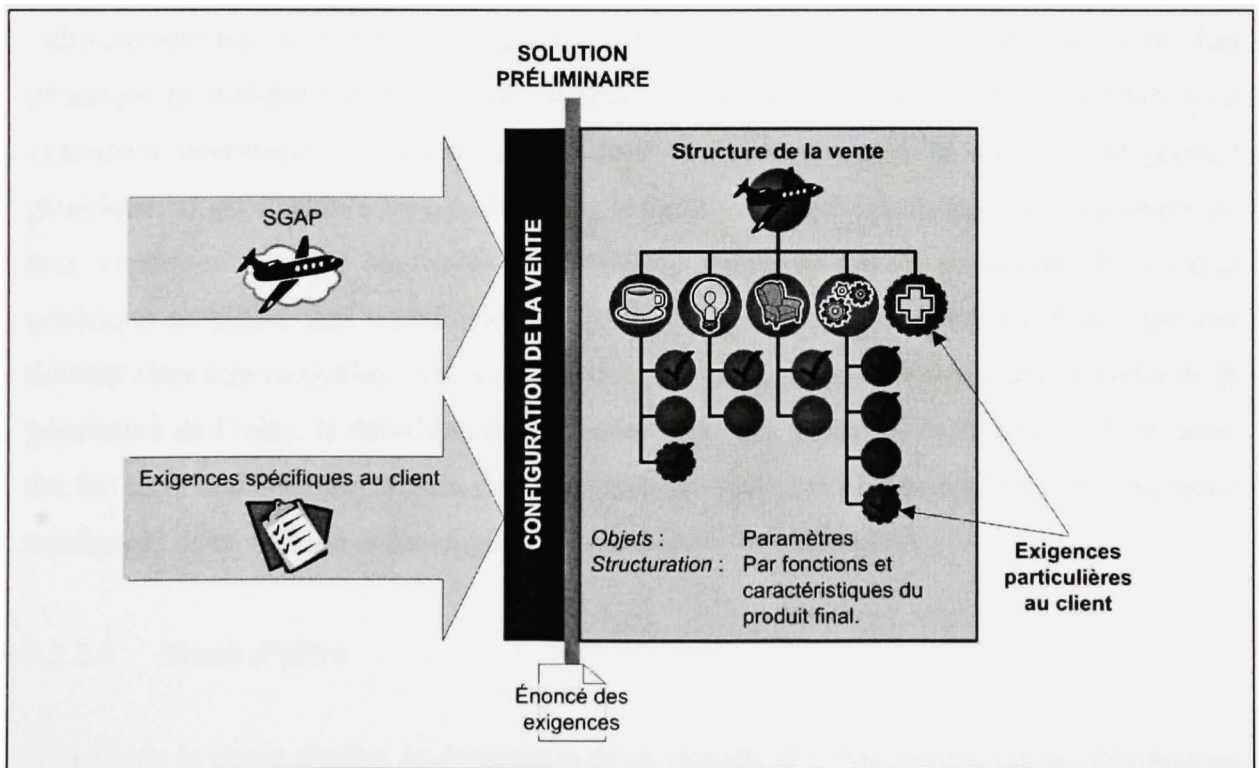 SOLUTION
PRÉLIMINAIRE
SGAP
Exigences spécifiques au client
CONFIGURATION DE LA VENTE
Structure de la vente
Objets : Paramètres
Structuration : Par fonctions et
caractéristiques du
produit final.
Exigences
particulières
au client
Énoncé des
exigences